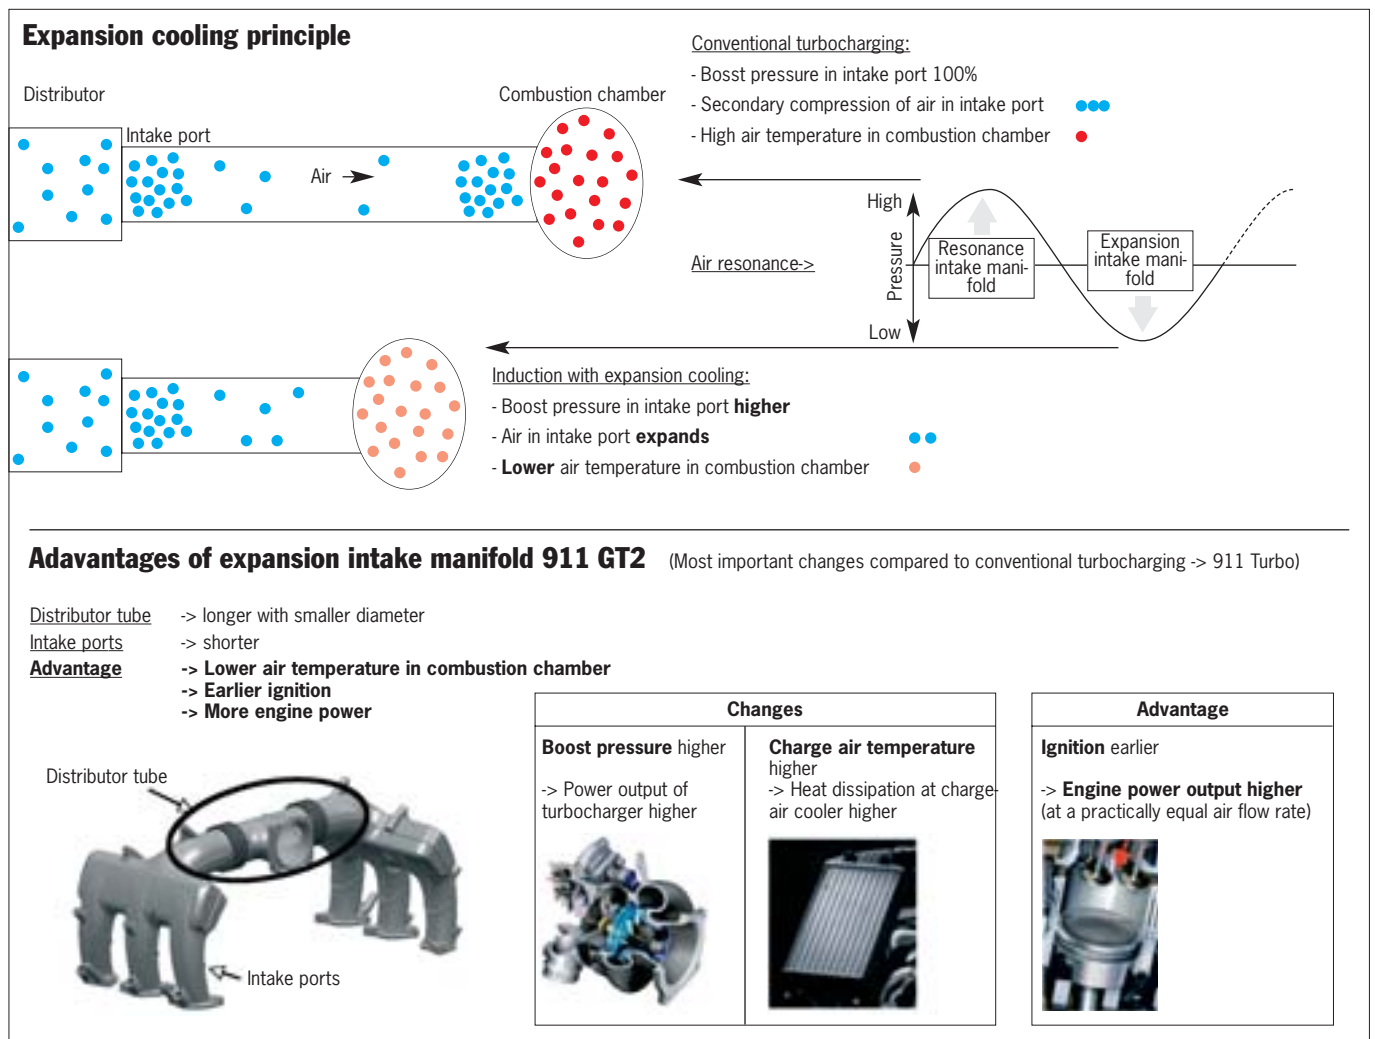 Expansion cooling principle
Distributor
Intake port
Air
Combustion chamber
Conventional turbocharging:
- Bosst pressure in intake port 100%
- Secondary compression of air in intake port
- High air temperature in combustion chamber
Air resonance->
High
Pressure
Low
Resonance
intake mani-
fold
Expansion
intake mani-
fold
Induction with expansion cooling:
- Boost pressure in intake port higher
- Air in intake port expands
- Lower air temperature in combustion chamber
Adavantages of expansion intake manifold 911 GT2 (Most important changes compared to conventional turbocharging -> 911 Turbo)
Distributor tube -> longer with smaller diameter
Intake ports -> shorter
Advantage -> Lower air temperature in combustion chamber
-> Earlier ignition
-> More engine power
Distributor tube
Intake ports
Changes
Boost pressure higher
-> Power output of
turbocharger higher
Charge air temperature
higher
-> Heat dissipation at charge-
air cooler higher
Advantage
Ignition earlier
-> Engine power output higher
(at a practically equal air flow rate)